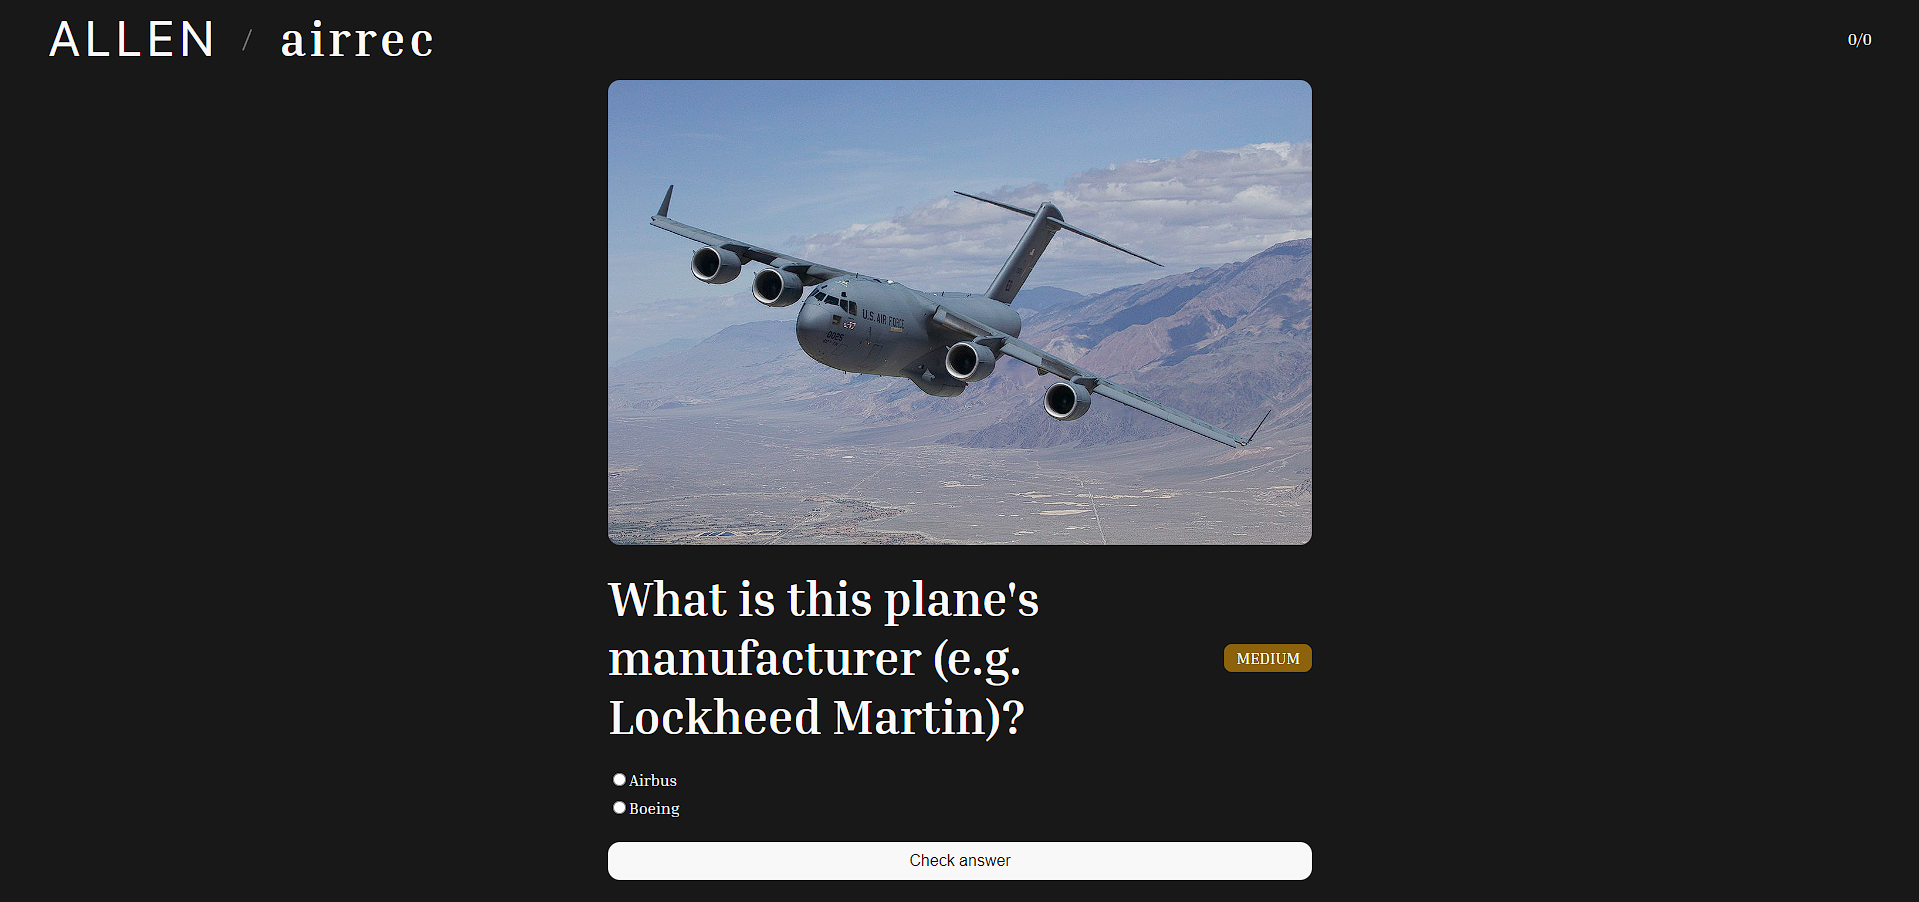 ALLEN / airrec
0/0
U.S. AIR FORCE
What is this plane's
manufacturer (e.g.
Lockheed Martin)?
MEDIUM
Airbus
Boeing
Check answer